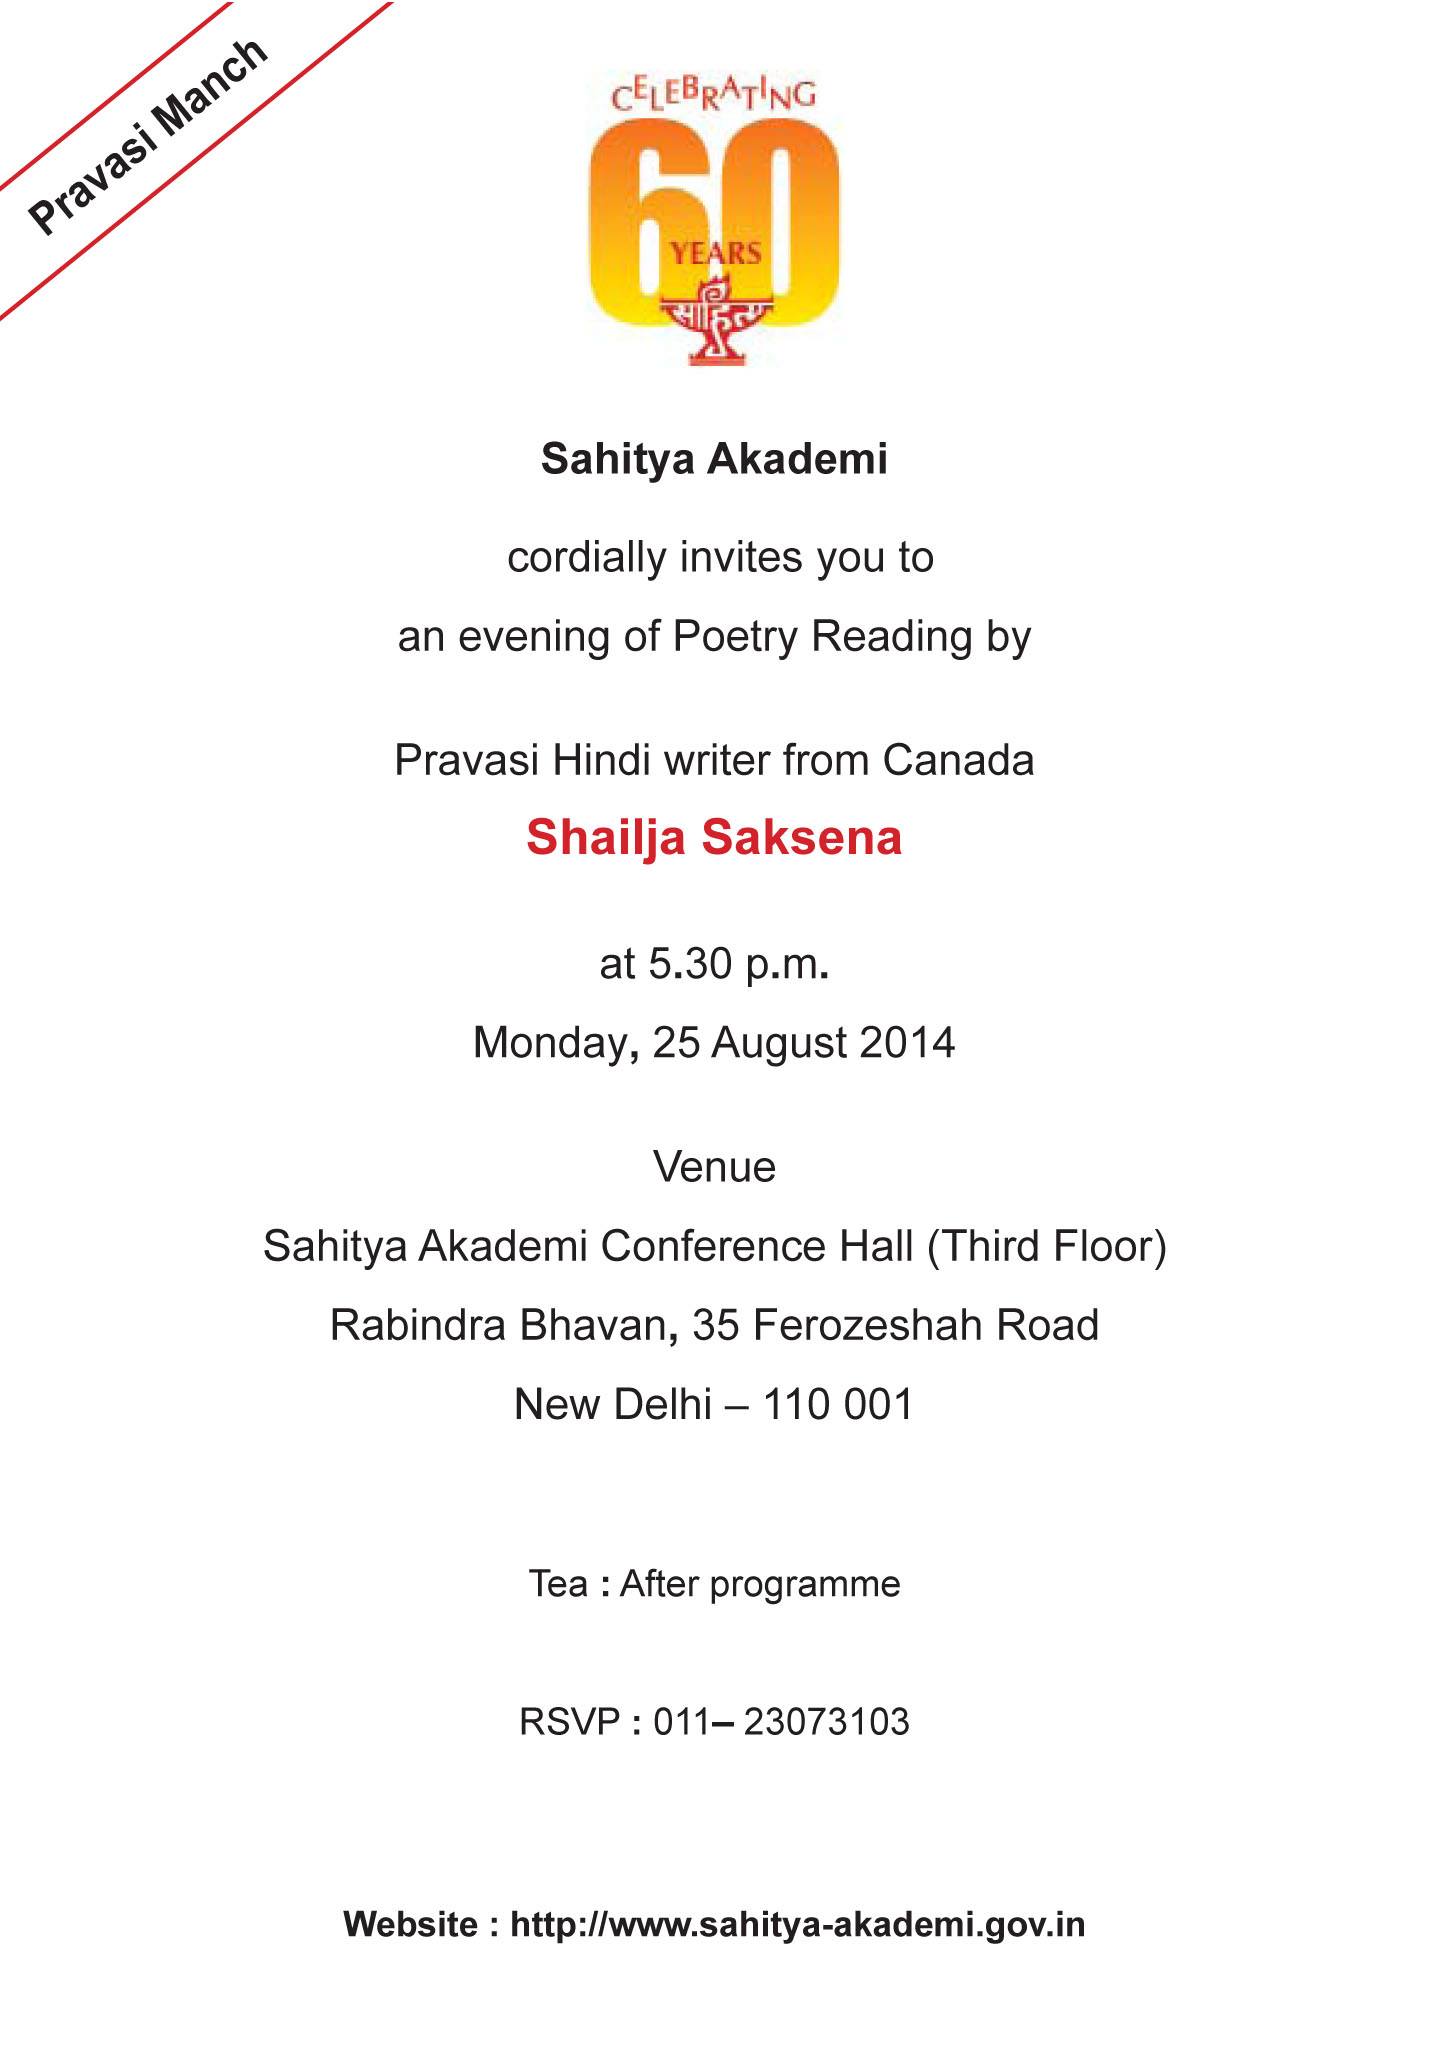 Pravasi Manch
CELEBRATING
60
YEARS
साहित्य
Sahitya Akademi
cordially invites you to
an evening of Poetry Reading by
Pravasi Hindi writer from Canada
Shailja Saksena
at 5.30 p.m.
Monday, 25 August 2014
Venue
Sahitya Akademi Conference Hall (Third Floor)
Rabindra Bhavan, 35 Ferozeshah Road
New Delhi – 110 001
Tea : After programme
RSVP : 011– 23073103
Website : http://www.sahitya-akademi.gov.in